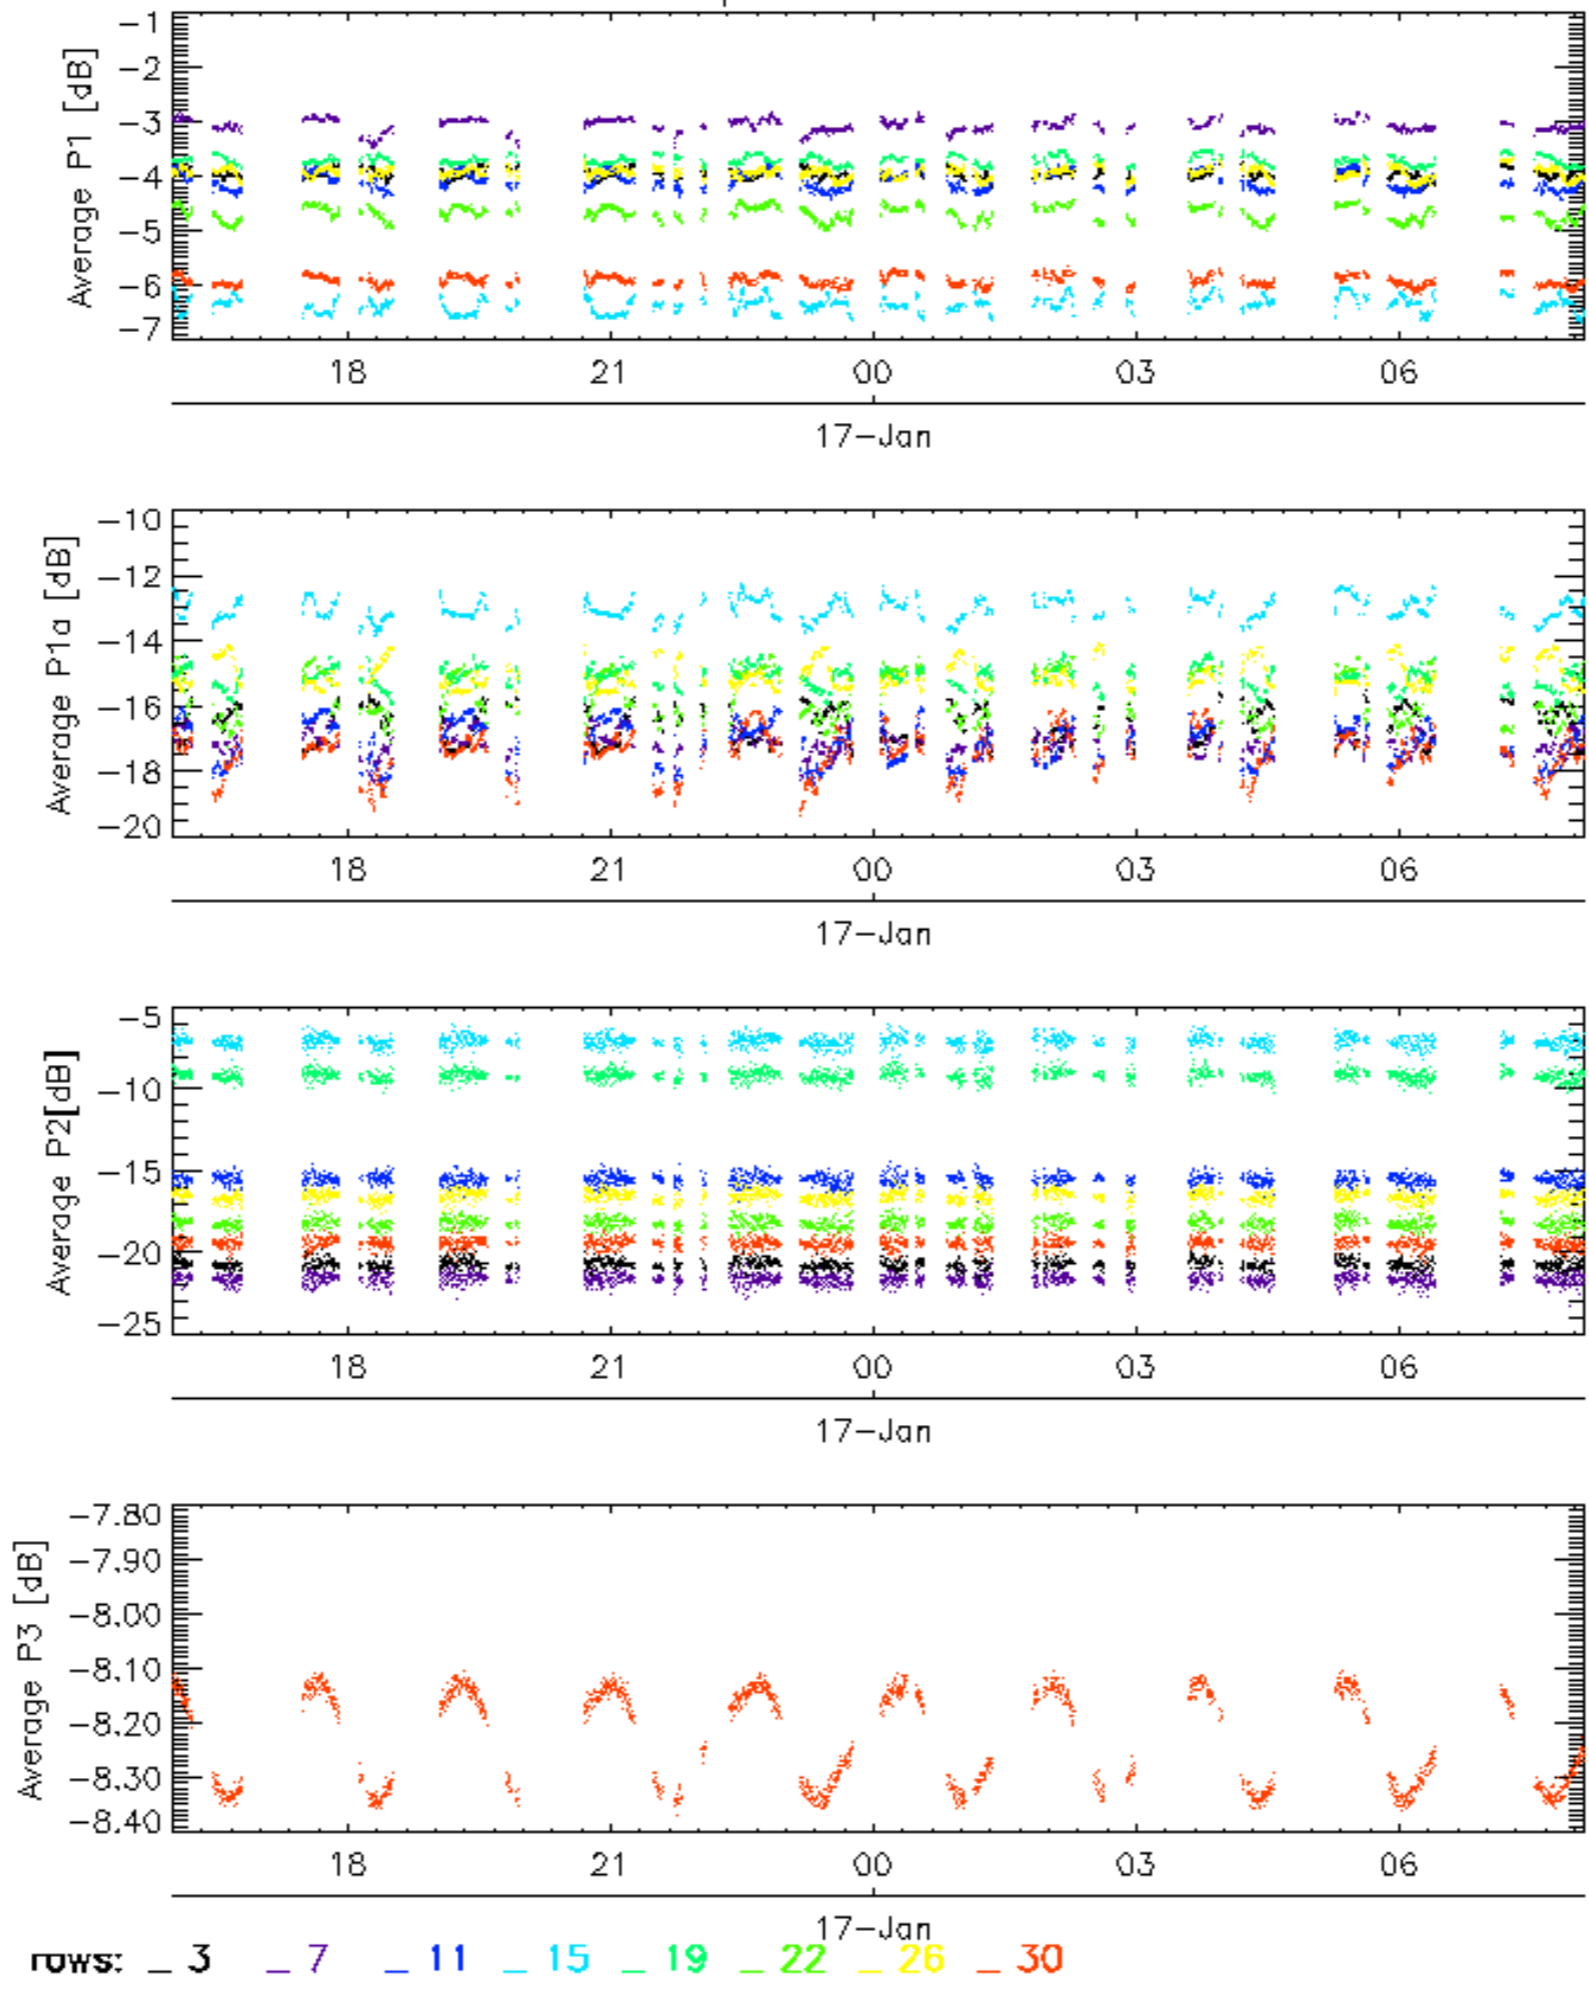 -1
-2
-3
-4
-5
-6
-7
Average P1 [dB]
18 21 00 03 06
17-Jan
-10
-12
-14
-16
-18
-20
Average P1a [dB]
18 21 00 03 06
17-Jan
-5
-10
-15
-20
-25
Average P2[dB]
18 21 00 03 06
17-Jan
-7.80
-7.90
-8.00
-8.10
-8.20
-8.30
-8.40
Average P3 [dB]
18 21 00 03 06
17-Jan
rows: _ 3 _ 7 _ 11 _ 15 _ 19 _ 22 _ 26 _ 30